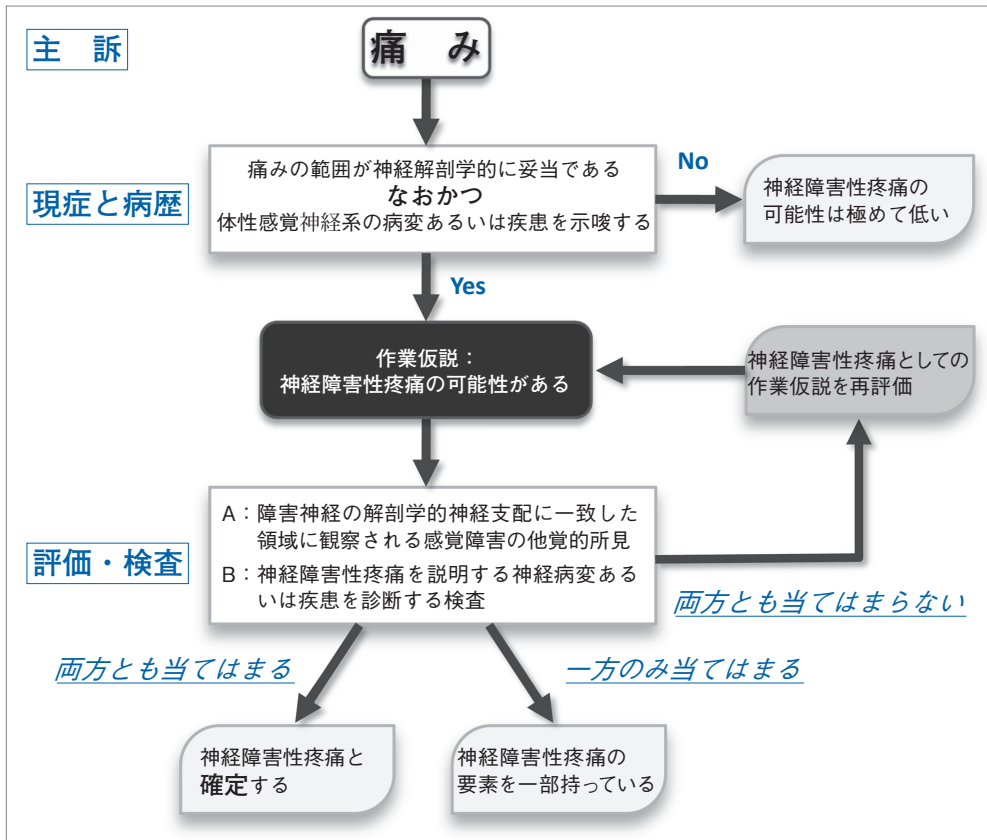 主 訴
痛 み
痛みの範囲が神経解剖学的に妥当である
なおかつ
体性感覚神経系の病変あるいは疾患を示唆する
No
神経障害性疼痛の
可能性は極めて低い
現症と病歴
Yes
作業仮説：
神経障害性疼痛の可能性がある
神経障害性疼痛としての
作業仮説を再評価
評価・検査
A：障害神経の解剖学的神経支配に一致した
領域に観察される感覚障害の他覚的所見
B：神経障害性疼痛を説明する神経病変ある
いは疾患を診断する検査
両方とも当てはまらない
両方とも当てはまる
一方のみ当てはまる
神経障害性疼痛と
確定する
神経障害性疼痛の
要素を一部持っている